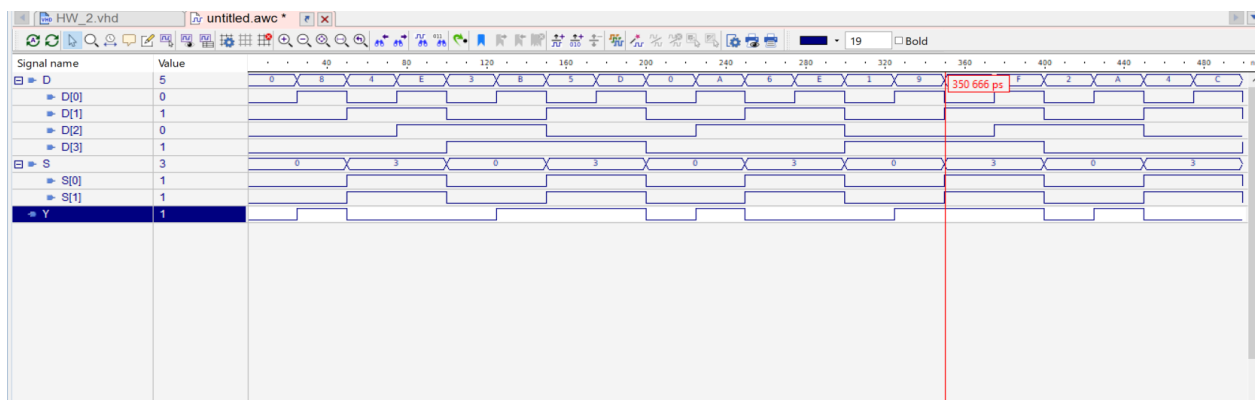 HW_2.vhd untitled.awc *
19 Bold
Signal name Value 40 80 120 160 200 240 280 320 360 400 440 480
D 5 0 8 4 E 3 B 5 D 0 A 6 E 1 9 F 2 A 4 C
350 666 ps
D[0] 0
D[1] 1
D[2] 0
D[3] 1
S 3 0 3 0 3 0 3 0 3 0 3
S[0] 1
S[1] 1
Y 1